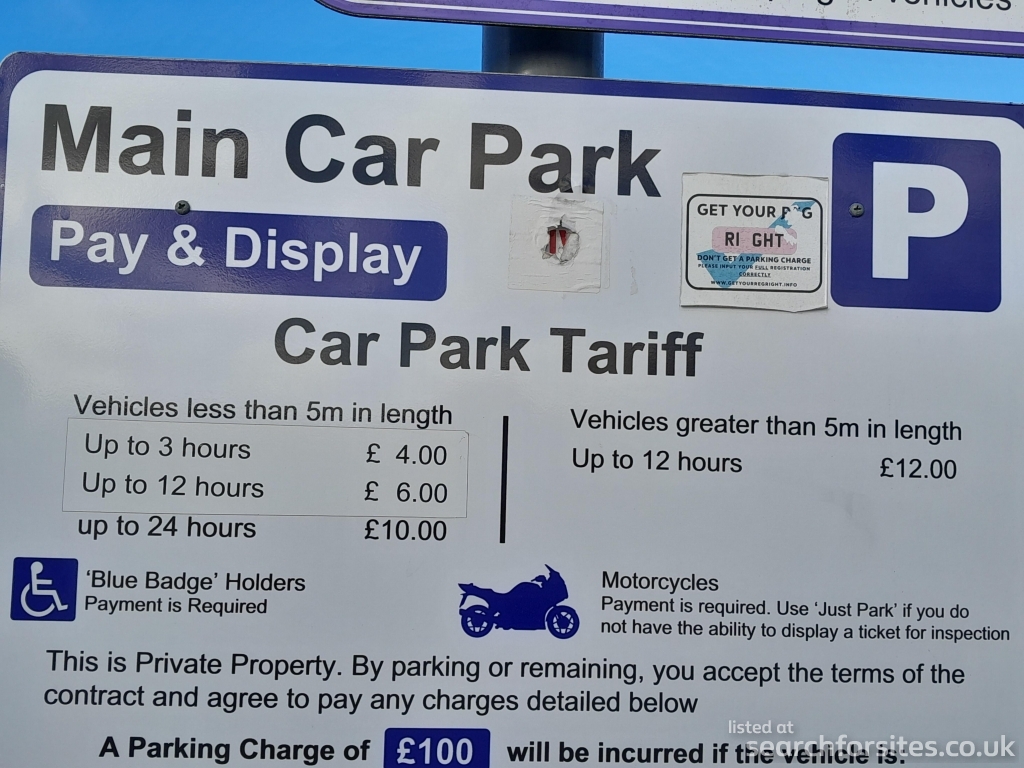 Main Car Park
P
Pay & Display
GET YOUR
RI GHT
DON'T GET A PARKING CHARGE
PLEASE INPUT YOUR FULL REGISTRATION
CORRECTLY
WWW.GETYOURREGRIGHT.INFO
Car Park Tariff
Vehicles less than 5m in length
Up to 3 hours £ 4.00
Up to 12 hours £ 6.00
up to 24 hours £10.00
Vehicles greater than 5m in length
Up to 12 hours £12.00
'Blue Badge' Holders
Payment is Required
Motorcycles
Payment is required. Use 'Just Park' if you do
not have the ability to display a ticket for inspection
This is Private Property. By parking or remaining, you accept the terms of the
contract and agree to pay any charges detailed below
A Parking Charge of £100 will be incurred if the vehicle is:
listed at
searchforsites.co.uk